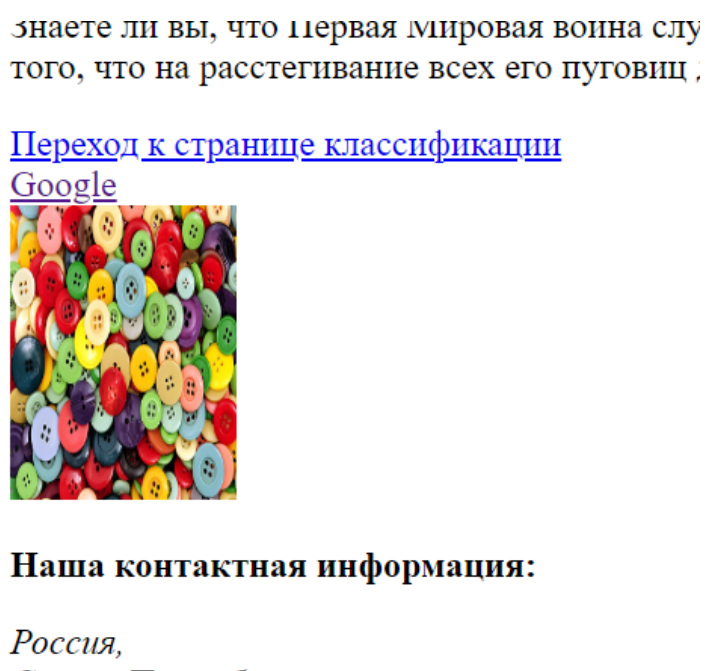 Знаете ли вы, что Первая Мировая война слу
того, что на расстегивание всех его пуговиц
Переход к странице классификации
Google
Наша контактная информация:
Россия,